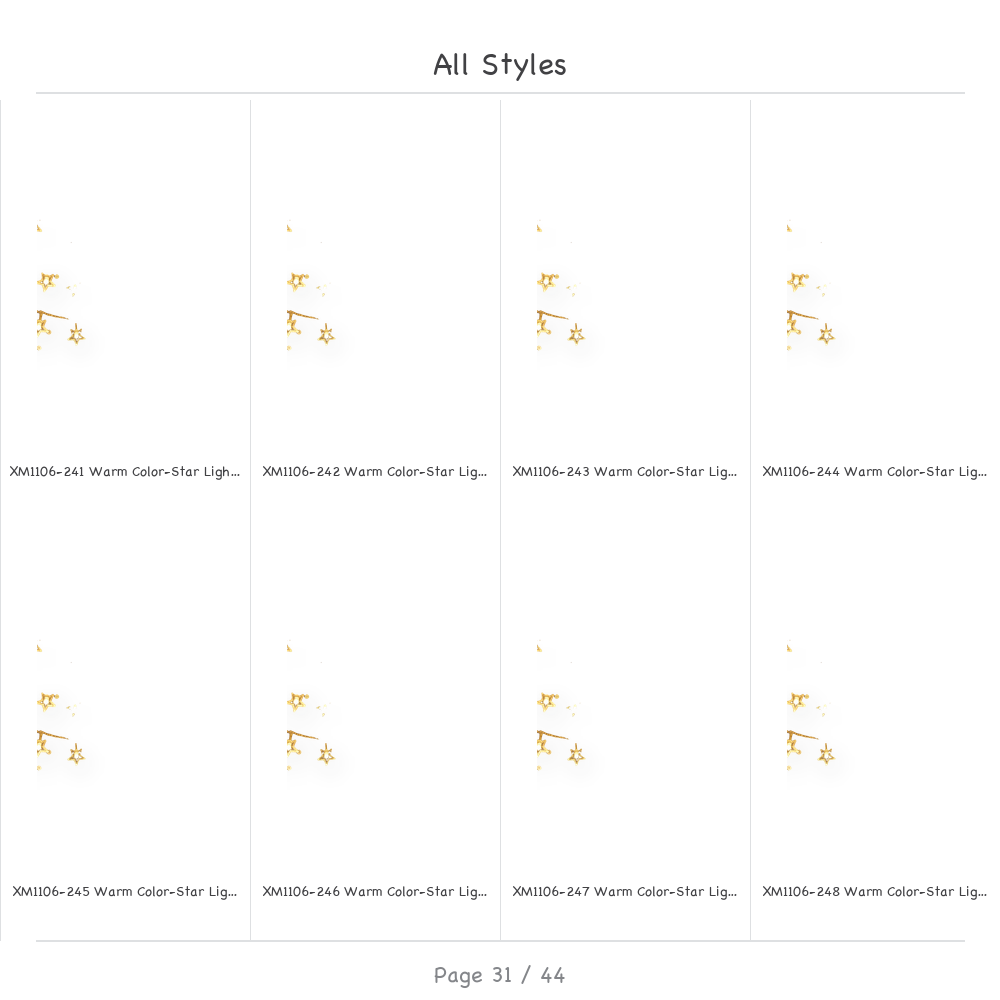 All Styles
XM1106-241 Warm Color-Star Ligh...
XM1106-242 Warm Color-Star Lig...
XM1106-243 Warm Color-Star Lig...
XM1106-244 Warm Color-Star Lig...
XM1106-245 Warm Color-Star Lig...
XM1106-246 Warm Color-Star Lig...
XM1106-247 Warm Color-Star Lig...
XM1106-248 Warm Color-Star Lig...
Page 31 / 44